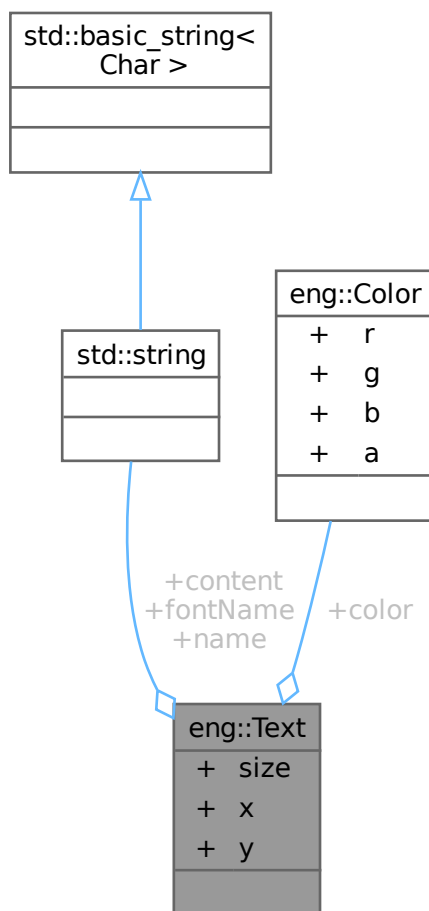 std::basic_string<
Char >
std::string
eng::Color
+ r
+ g
+ b
+ a
+content
+fontName
+name
+color
eng::Text
+ size
+ x
+ y